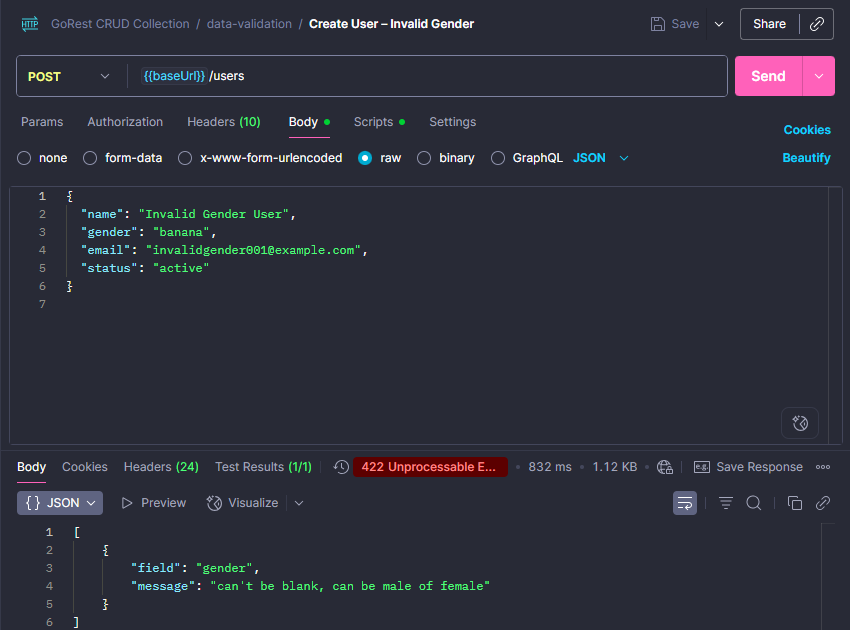 HTTP GoRest CRUD Collection / data-validation / Create User – Invalid Gender Save Share
POST {{baseUrl}} /users Send
Params Authorization Headers (10) Body Scripts Settings Cookies
none form-data x-www-form-urlencoded raw binary GraphQL JSON Beautify
1 {
2 "name": "Invalid Gender User",
3 "gender": "banana",
4 "email": "invalidgender001@example.com",
5 "status": "active"
6 }
7
Body Cookies Headers (24) Test Results (1/1) 422 Unprocessable E... 832 ms 1.12 KB e.g. Save Response
{ } JSON Preview Visualize
1 [
2 {
3 "field": "gender",
4 "message": "can't be blank, can be male of female"
5 }
6 ]